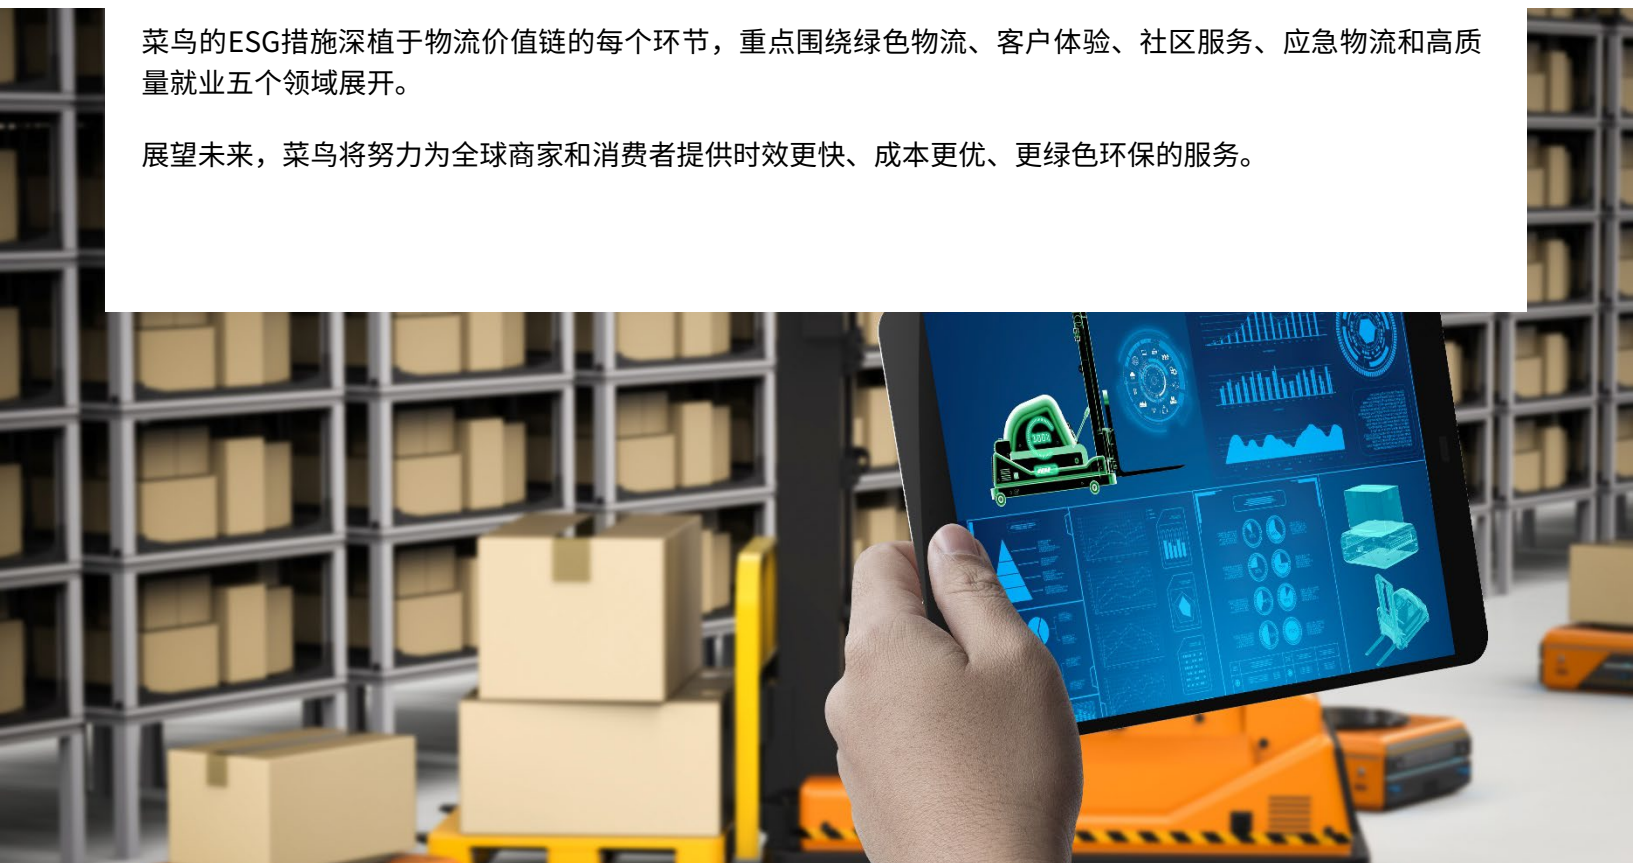 菜鸟的ESG措施深植于物流价值链的每个环节，重点围绕绿色物流、客户体验、社区服务、应急物流和高质
量就业五个领域展开。
展望未来，菜鸟将努力为全球商家和消费者提供时效更快、成本更优、更绿色环保的服务。
100%